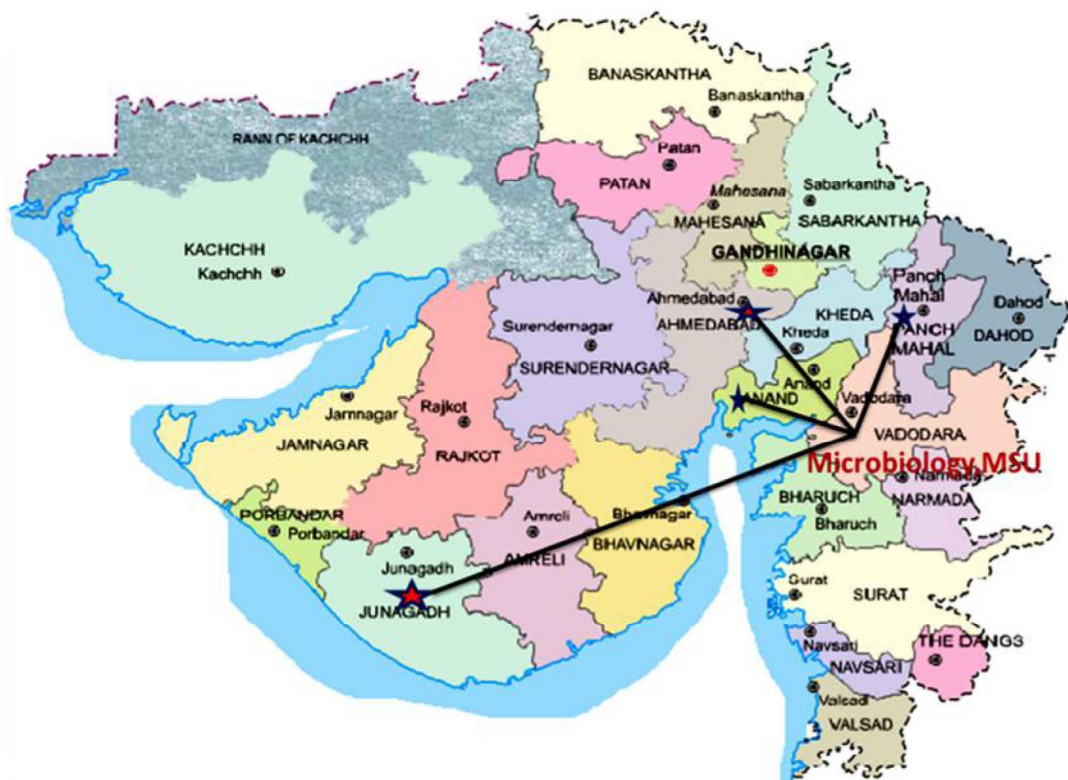 BANASKANTHA
Banaskantha
RANN OF KACHCHH
Patan
PATAN
Mahesana
MAHESANA
Sabarkantha
SABARKANTHA
KACHCHH
Kachchh
GANDHINAGAR
Panch
Mahal
PANCH
MAHAL
Dahod
DAHOD
Ahmedabad
AHMEDABAD
KHEDA
Kheda
Surendernagar
SURENDERNAGAR
Anand
ANAND
Vadodara
VADODARA
Jamnagar
JAMNAGAR
Rajkot
RAJKOT
Microbiology MSU
Narmada
NARMADA
BHARUCH
Bharuch
PORBANDAR
Porbandar
Amreli
AMRELI
Bhavnagar
BHAVNAGAR
Junagadh
JUNAGADH
Surat
SURAT
Navsari
NAVSARI
THE DANGS
Valsad
VALSAD